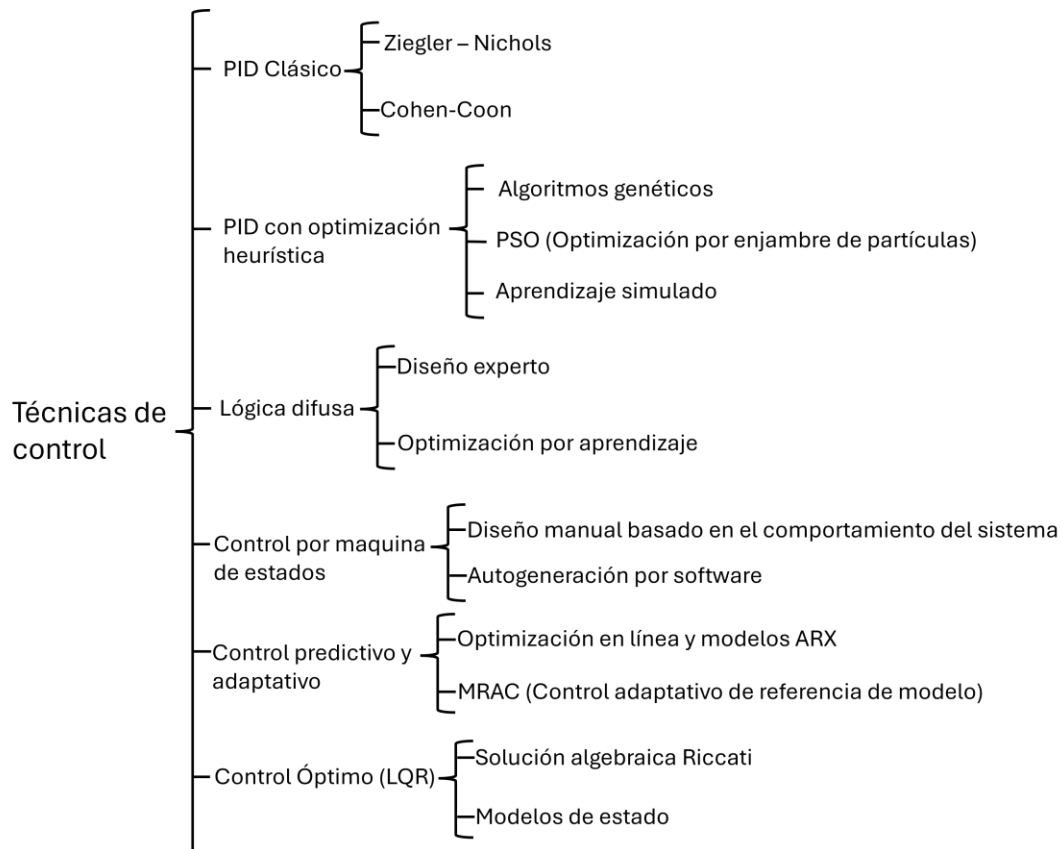 Técnicas de
control
PID Clásico
Ziegler – Nichols
Cohen-Coon
PID con optimización
heurística
Algoritmos genéticos
PSO (Optimización por enjambre de partículas)
Aprendizaje simulado
Lógica difusa
Diseño experto
Optimización por aprendizaje
Control por maquina
de estados
Diseño manual basado en el comportamiento del sistema
Autogeneración por software
Control predictivo y
adaptativo
Optimización en línea y modelos ARX
MRAC (Control adaptativo de referencia de modelo)
Control Óptimo (LQR)
Solución algebraica Riccati
Modelos de estado